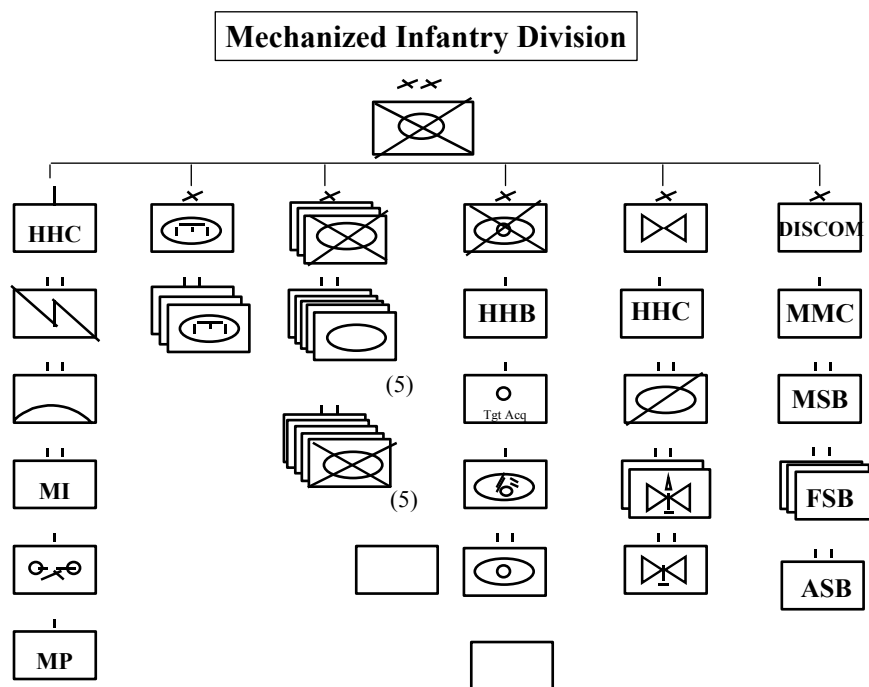 Mechanized Infantry Division
HHC
DISCOM
HHB
HHC
MMC
(5)
Tgt Acq
MSB
MI
(5)
FSB
ASB
MP